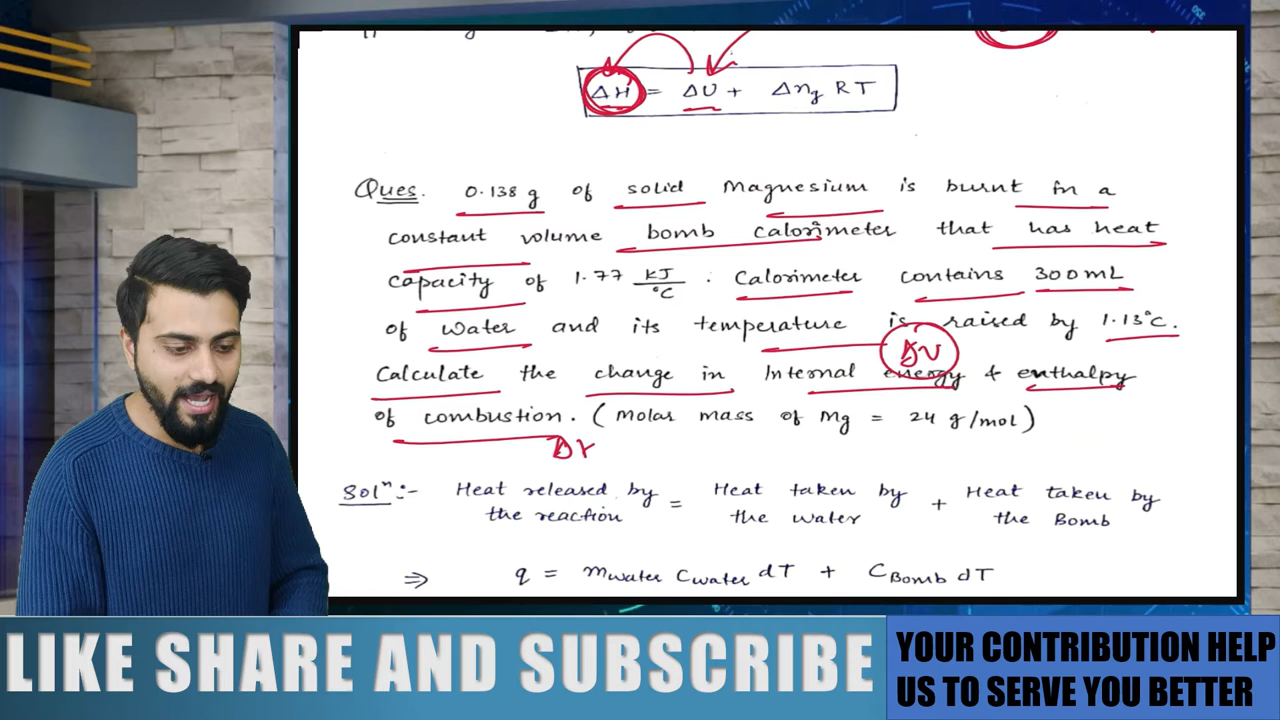 ΔH = ΔU + Δng RT
Ques. 0.138 g of solid Magnesium is burnt in a
constant volume bomb calorimeter that has heat
capacity of 1.77 KJ/°C . Calorimeter contains 300mL
of Water and its temperature is raised by 1.13°C.
ΔU
Calculate the change in Internal energy & enthalpy
of combustion. (Molar mass of Mg = 24 g/mol)
Solⁿ:- Heat released by the reaction = Heat taken by the water + Heat taken by the Bomb
⇒ q = mwater Cwater dT + CBomb dT
LIKE SHARE AND SUBSCRIBE
YOUR CONTRIBUTION HELP
US TO SERVE YOU BETTER